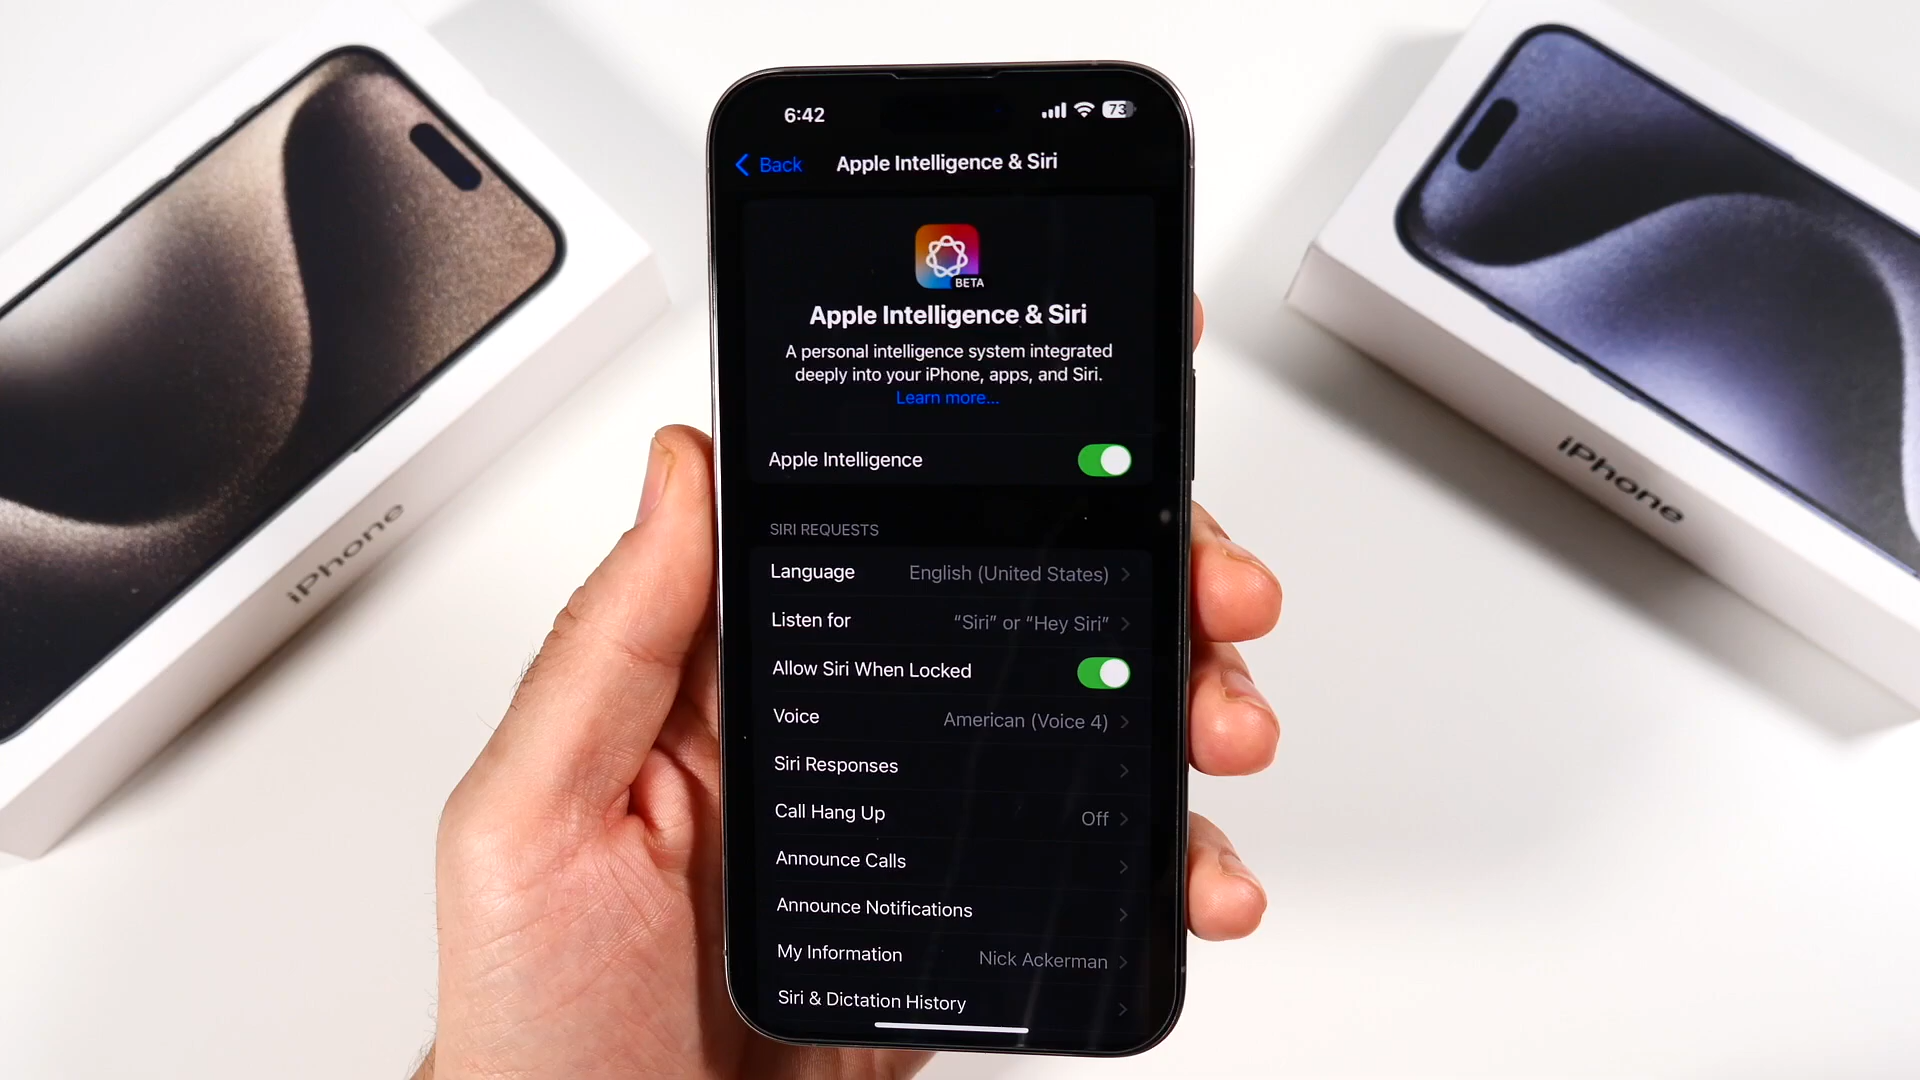 6:42
73
Back
Apple Intelligence & Siri
BETA
Apple Intelligence & Siri
A personal intelligence system integrated
deeply into your iPhone, apps, and Siri.
Learn more...
Apple Intelligence
SIRI REQUESTS
Language English (United States)
Listen for “Siri” or “Hey Siri”
Allow Siri When Locked
Voice American (Voice 4)
Siri Responses
Call Hang Up Off
Announce Calls
Announce Notifications
My Information Nick Ackerman
Siri & Dictation History
iPhone
iPhone